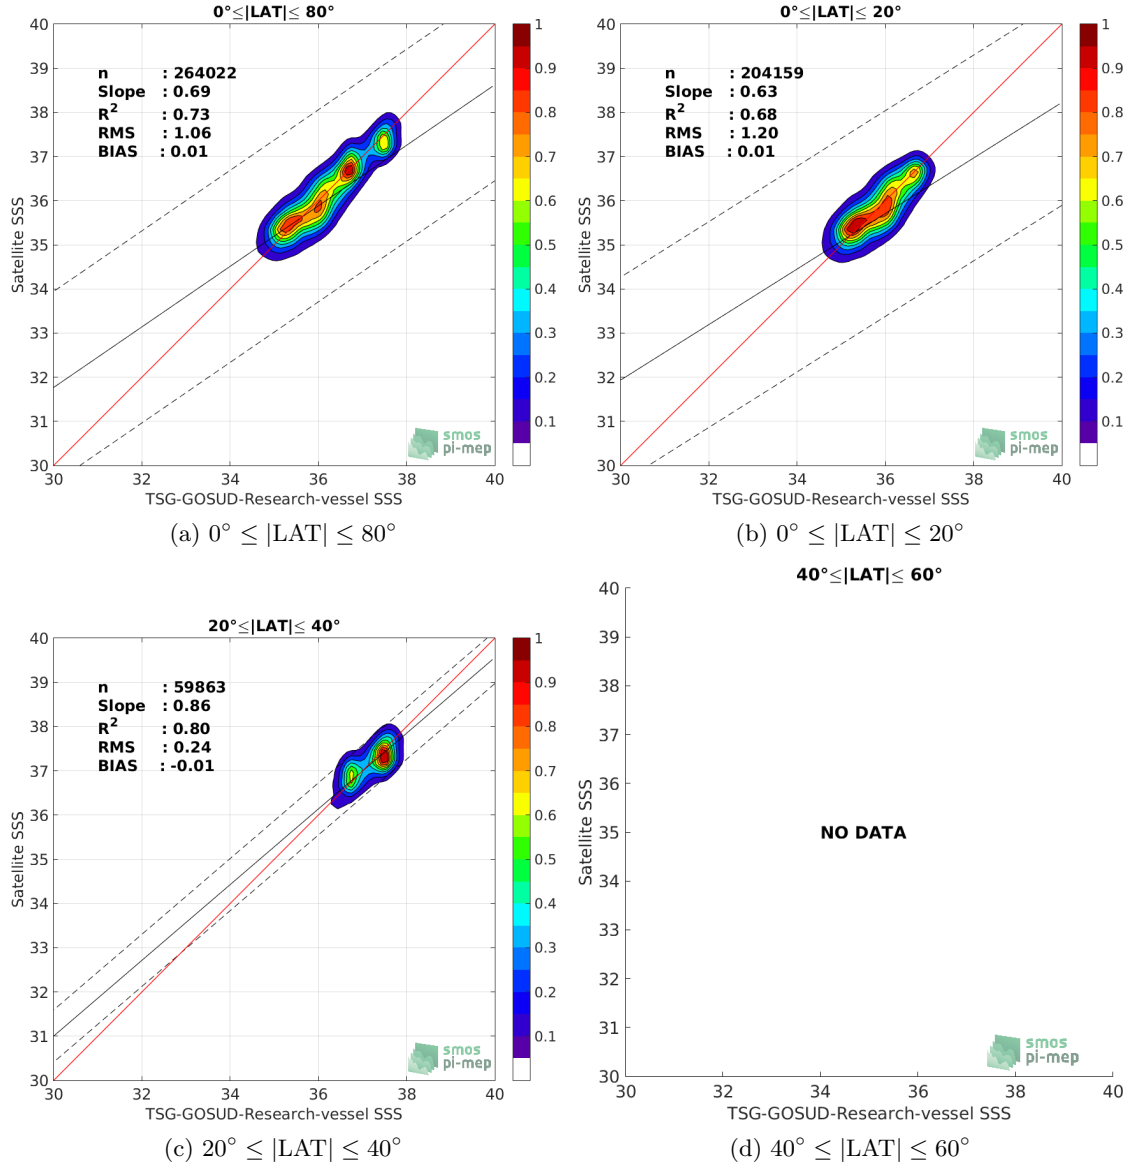 0°≤|LAT|≤ 80°
n : 264022
Slope : 0.69
R² : 0.73
RMS : 1.06
BIAS : 0.01
Satellite SSS
40
39
38
37
36
35
34
33
32
31
30
30 32 34 36 38 40
TSG-GOSUD-Research-vessel SSS
1
0.9
0.8
0.7
0.6
0.5
0.4
0.3
0.2
0.1
smos
pi-mep
(a) 0° ≤ |LAT| ≤ 80°
0°≤|LAT|≤ 20°
n : 204159
Slope : 0.63
R² : 0.68
RMS : 1.20
BIAS : 0.01
Satellite SSS
40
39
38
37
36
35
34
33
32
31
30
30 32 34 36 38 40
TSG-GOSUD-Research-vessel SSS
1
0.9
0.8
0.7
0.6
0.5
0.4
0.3
0.2
0.1
smos
pi-mep
(b) 0° ≤ |LAT| ≤ 20°
20°≤|LAT|≤ 40°
n : 59863
Slope : 0.86
R² : 0.80
RMS : 0.24
BIAS : -0.01
Satellite SSS
40
39
38
37
36
35
34
33
32
31
30
30 32 34 36 38 40
TSG-GOSUD-Research-vessel SSS
1
0.9
0.8
0.7
0.6
0.5
0.4
0.3
0.2
0.1
smos
pi-mep
(c) 20° ≤ |LAT| ≤ 40°
40°≤|LAT|≤ 60°
Satellite SSS
40
39
38
37
36
35
34
33
32
31
30
NO DATA
30 32 34 36 38 40
TSG-GOSUD-Research-vessel SSS
smos
pi-mep
(d) 40° ≤ |LAT| ≤ 60°